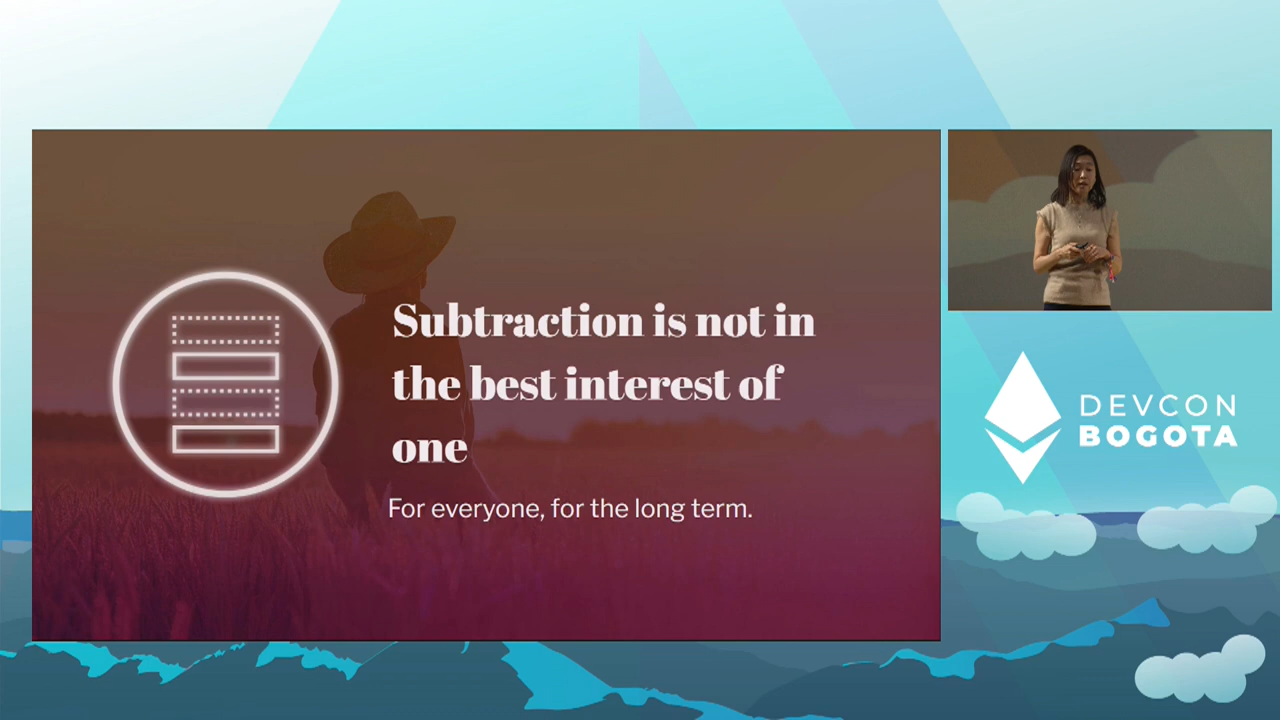 Subtraction is not in
the best interest of
one
For everyone, for the long term.
DEVCON
BOGOTA